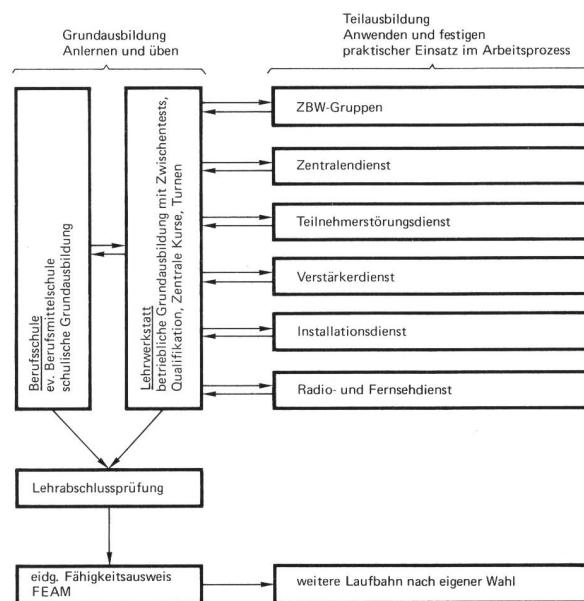 Grundausbildung
Anlernen und üben
Teilausbildung
Anwenden und festigen
praktischer Einsatz im Arbeitsprozess
Berufsschule
ev. Berufsmittelschule
schulische Grundausbildung
Lehrwerkstatt
betriebliche Grundausbildung mit Zwischentests,
Qualifikation, Zentrale Kurse, Turnen
ZBW-Gruppen
Zentralendienst
Teilnehmerstörungsdienst
Verstärkerdienst
Installationsdienst
Radio- und Fernsehdienst
Lehrabschlussprüfung
eidg. Fähigkeitsausweis
FEAM
weitere Laufbahn nach eigener Wahl